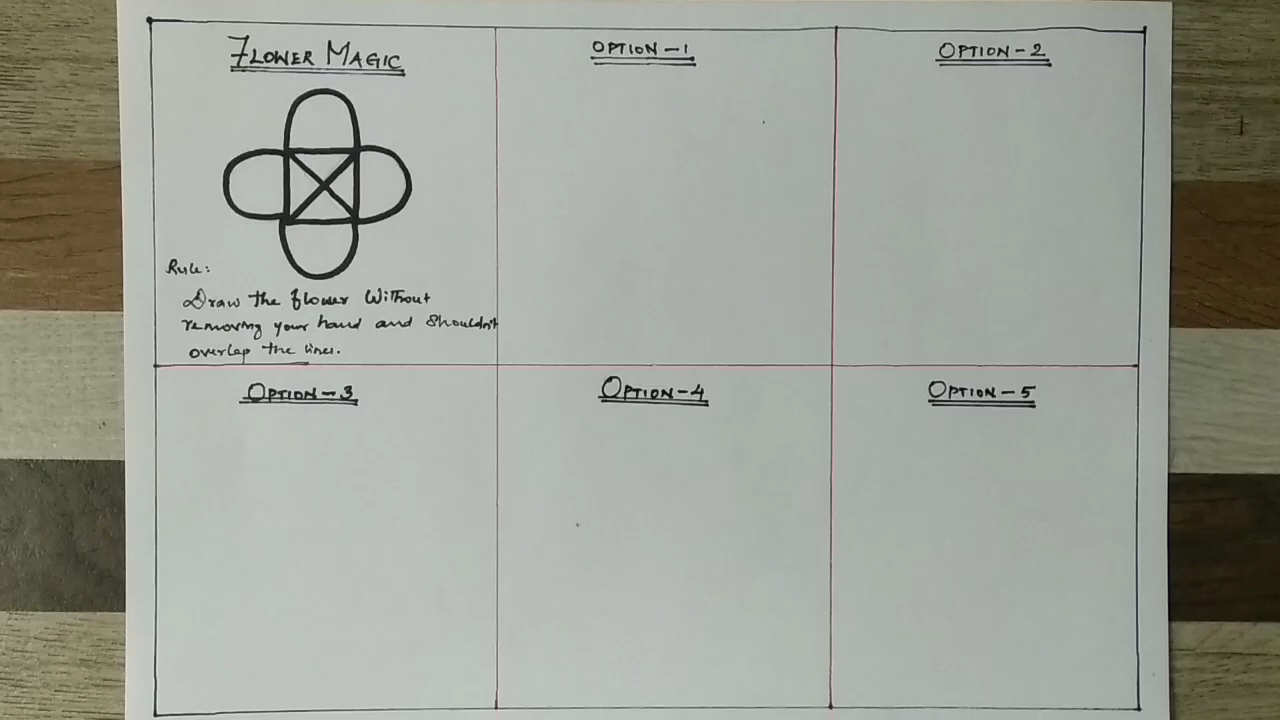 FLOWER MAGIC
OPTION-1
OPTION-2
Rule:
Draw the flower Without
removing your hand and Shouldn't
overlap the lines.
OPTION-3
OPTION-4
OPTION-5